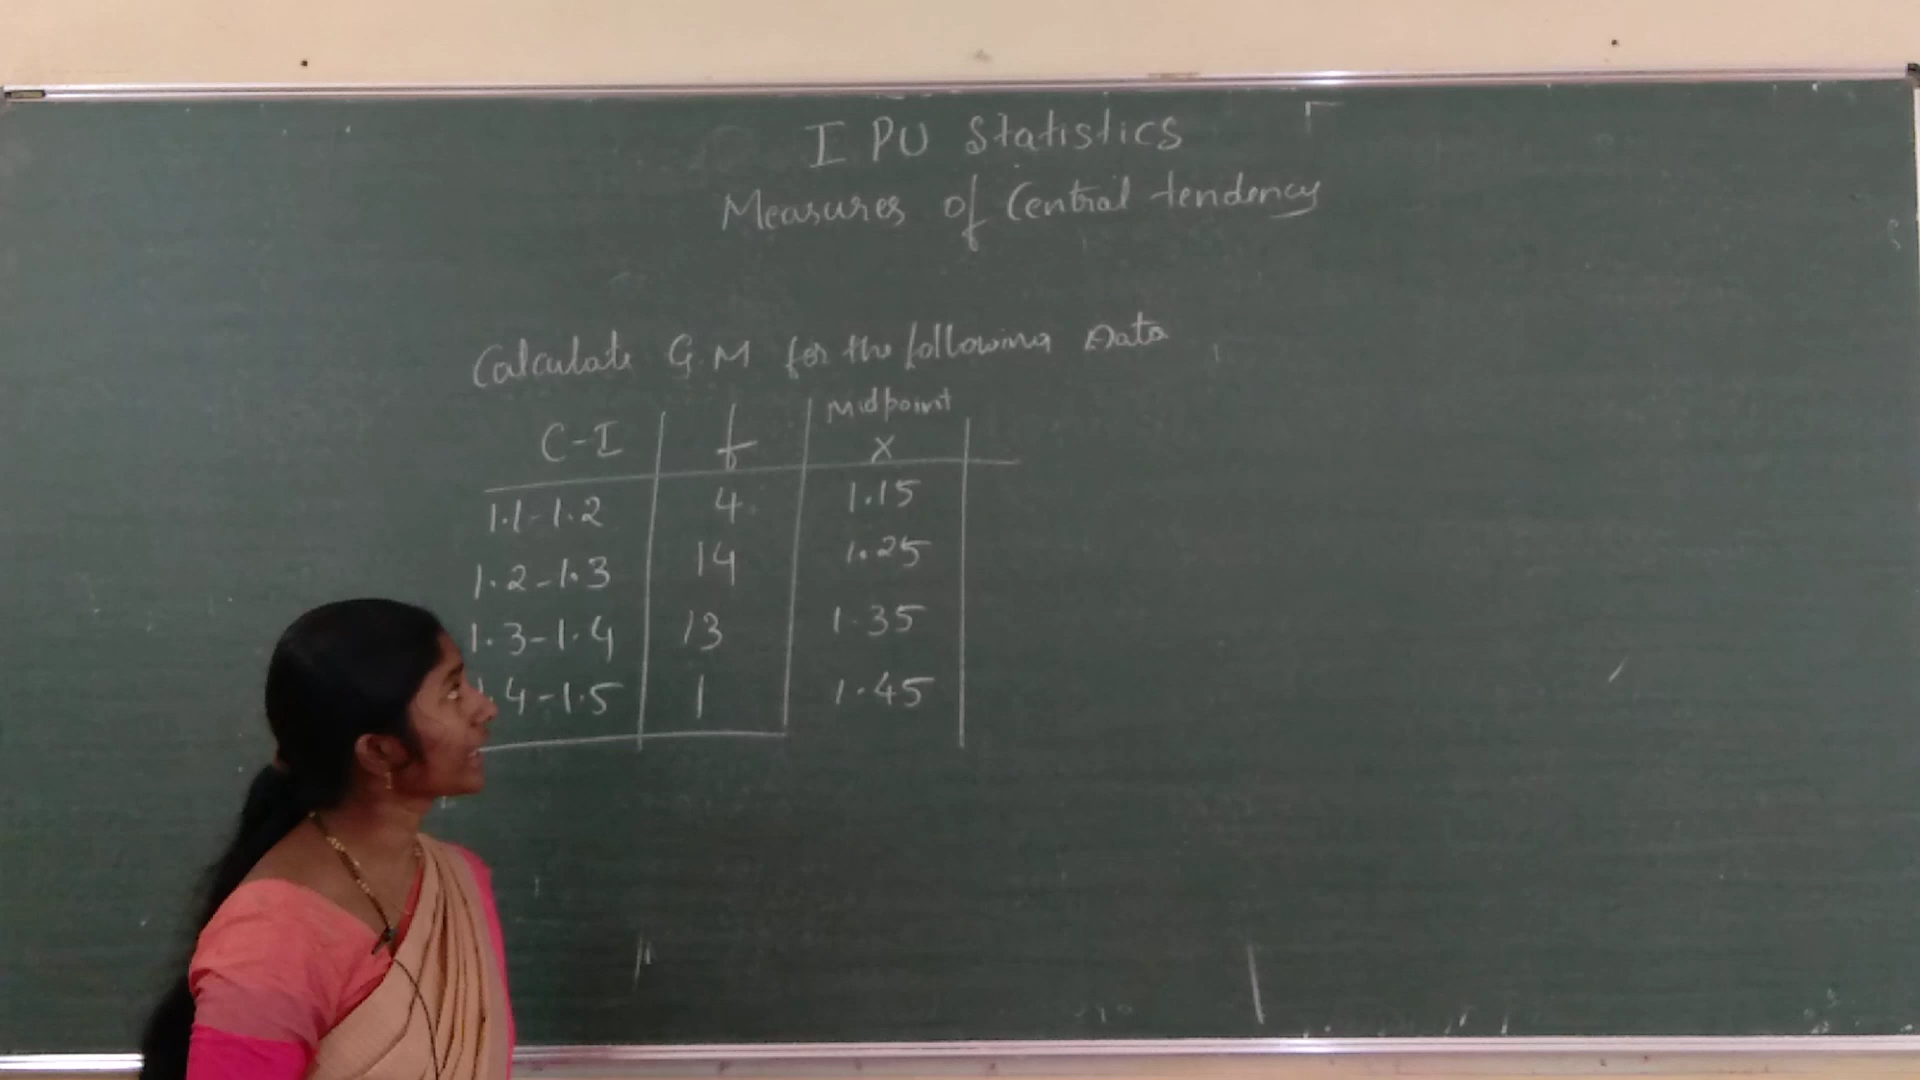 I PU Statistics
Measures of Central tendency
Calculate G.M for the following Data
C-I f Midpoint X
1.1-1.2 4 1.15
1.2-1.3 14 1.25
1.3-1.4 13 1.35
1.4-1.5 1 1.45